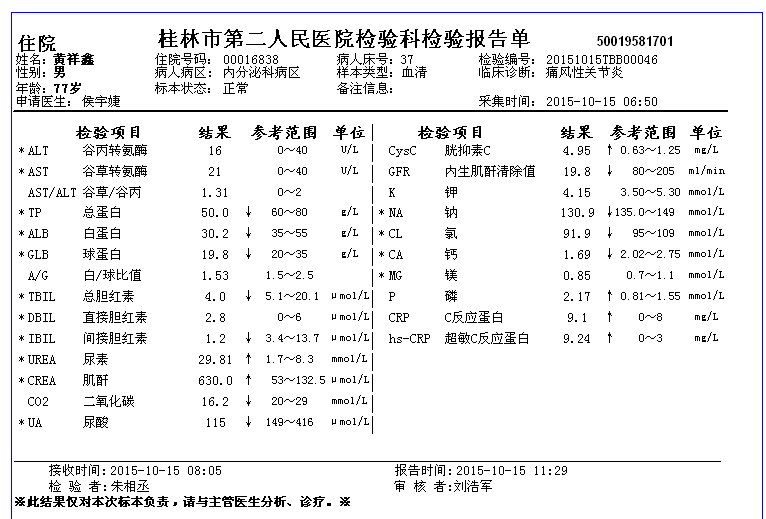 桂林市第二人民医院检验科检验报告单 50019581701
住院
姓名: 黄祥鑫 住院号码: 00016838 病人床号: 37 检验编号: 20151015TBB00046
性别: 男 病人病区: 内分泌科病区 样本类型: 血清 临床诊断: 痛风性关节炎
年龄: 77岁 标本状态: 正常 备注信息:
申请医生: 侯宇婕 采集时间: 2015-10-15 06:50
检验项目 结果 参考范围 单位 检验项目 结果 参考范围 单位
*ALT 谷丙转氨酶 16 0~40 U/L CysC 胱抑素C 4.95 ↑ 0.63~1.25 mg/L
*AST 谷草转氨酶 21 0~40 U/L GFR 内生肌酐清除值 19.8 ↓ 80~205 ml/min
AST/ALT 谷草/谷丙 1.31 0~2 K 钾 4.15 3.50~5.30 mmol/L
*TP 总蛋白 50.0 ↓ 60~80 g/L *NA 钠 130.9 ↓ 135.0~149 mmol/L
*ALB 白蛋白 30.2 ↓ 35~55 g/L *CL 氯 91.9 ↓ 95~109 mmol/L
*GLB 球蛋白 19.8 ↓ 20~35 g/L *CA 钙 1.69 ↓ 2.02~2.75 mmol/L
A/G 白/球比值 1.53 1.5~2.5 *MG 镁 0.85 0.7~1.1 mmol/L
*TBIL 总胆红素 4.0 ↓ 5.1~20.1 μmol/L P 磷 2.17 ↑ 0.81~1.55 mmol/L
*DBIL 直接胆红素 2.8 0~6 μmol/L CRP C反应蛋白 9.1 ↑ 0~8 mg/L
*IBIL 间接胆红素 1.2 ↓ 3.4~13.7 μmol/L hs-CRP 超敏C反应蛋白 9.24 ↑ 0~3 mg/L
*UREA 尿素 29.81 ↑ 1.7~8.3 mmol/L
*CREA 肌酐 630.0 ↑ 53~132.5 μmol/L
CO2 二氧化碳 16.2 ↓ 20~29 mmol/L
*UA 尿酸 115 ↓ 149~416 μmol/L
接收时间: 2015-10-15 08:05 报告时间: 2015-10-15 11:29
检 验 者: 朱相丞 审 核 者: 刘浩军
※此结果仅对本次标本负责，请与主管医生分析、诊疗。※